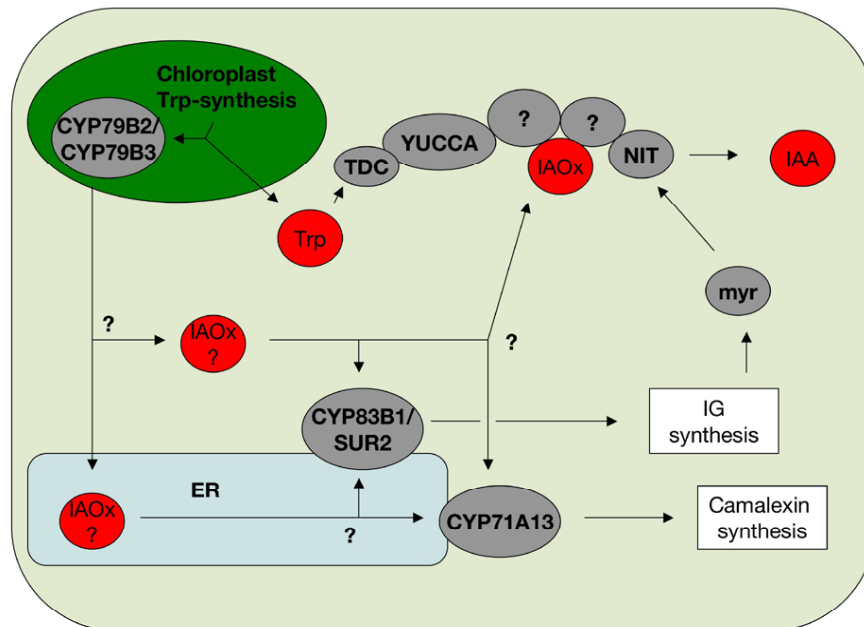 Chloroplast
Trp-synthesis
CYP79B2/
CYP79B3
TDC
YUCCA
?
?
IAOx
NIT
IAA
Trp
myr
?
IAOx
?
?
CYP83B1/
SUR2
IG
synthesis
ER
IAOx
?
?
CYP71A13
Camalexin
synthesis